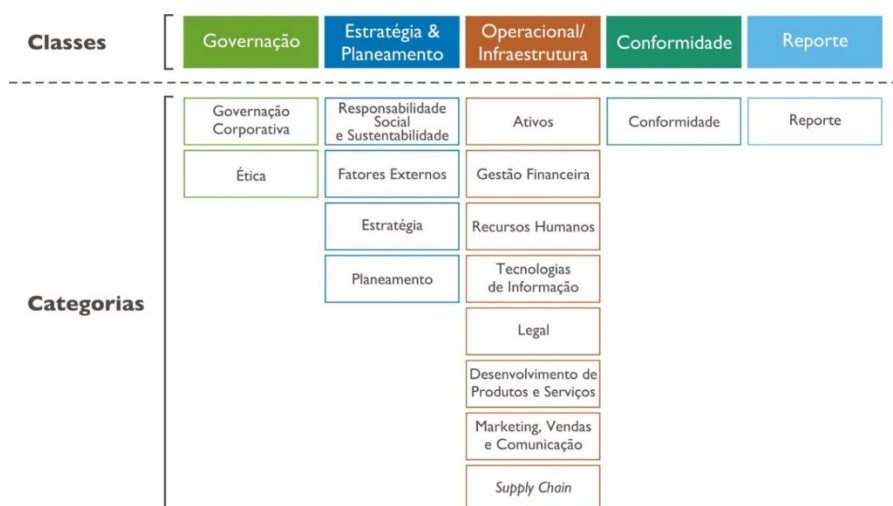 Classes
Governação
Estratégia &
Planeamento
Operacional/
Infraestrutura
Conformidade
Reporte
Categorias
Governação
Corporativa
Ética
Responsabilidade
Social
e Sustentabilidade
Fatores Externos
Estratégia
Planeamento
Ativos
Gestão Financeira
Recursos Humanos
Tecnologias
de Informação
Legal
Desenvolvimento de
Produtos e Serviços
Marketing, Vendas
e Comunicação
Supply Chain
Conformidade
Reporte